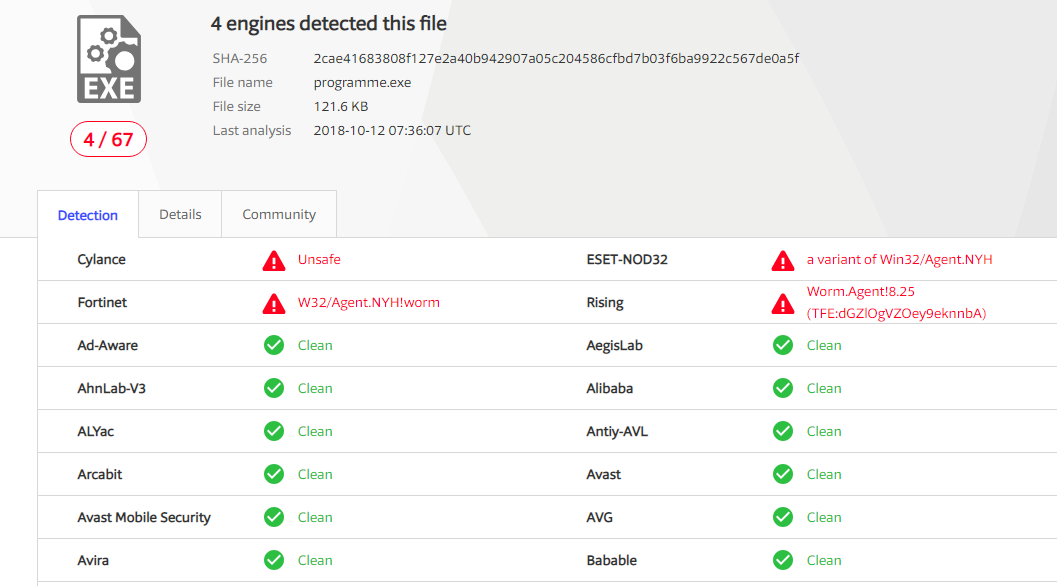 4 engines detected this file
SHA-256 2cae41683808f127e2a40b942907a05c204586cfbd7b03f6ba9922c567de0a5f
File name programme.exe
File size 121.6 KB
Last analysis 2018-10-12 07:36:07 UTC
EXE
4 / 67
Detection Details Community
Cylance Unsafe ESET-NOD32 a variant of Win32/Agent.NYH
Fortinet W32/Agent.NYH!worm Rising Worm.Agent!8.25
(TFE:dGZlOgVZOey9eknnbA)
Ad-Aware Clean AegisLab Clean
AhnLab-V3 Clean Alibaba Clean
ALYac Clean Antiy-AVL Clean
Arcabit Clean Avast Clean
Avast Mobile Security Clean AVG Clean
Avira Clean Babable Clean